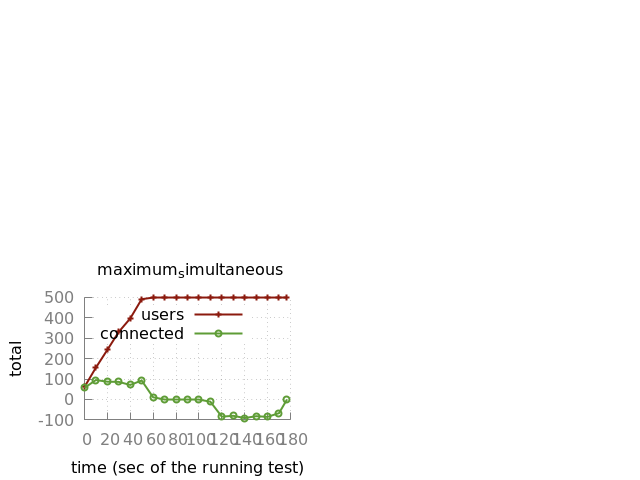 maximumsimultaneous
500
400
300
200
100
0
-100
total
users
connected
0 20 40 60 80 100 120 140 160 180
time (sec of the running test)